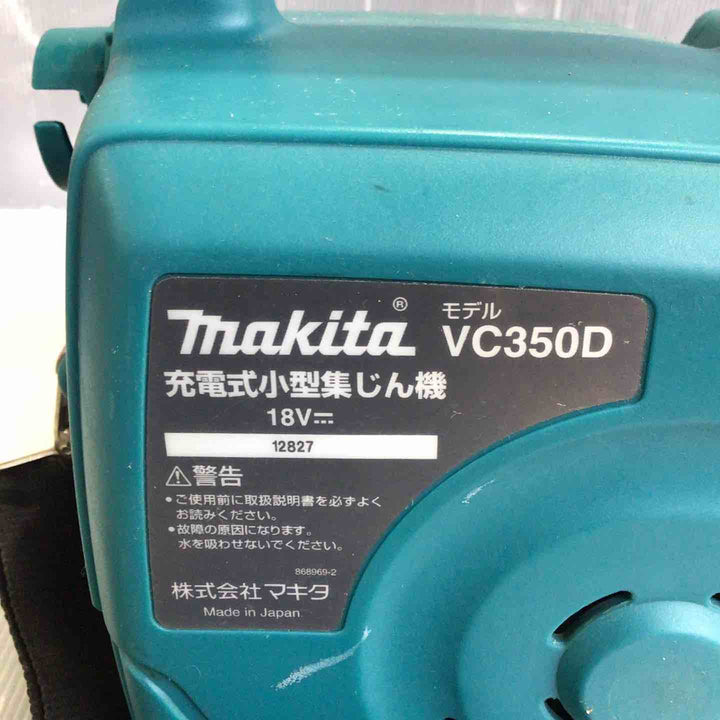 makita®
モデル
VC350D
充電式小型集じん機
18V⎓
12827
⚠警告
•ご使用前に取扱説明書を必ずよく
お読みください。
•故障の原因になります。
水を吸わせないでください。
868969-2
株式会社マキタ
Made in Japan